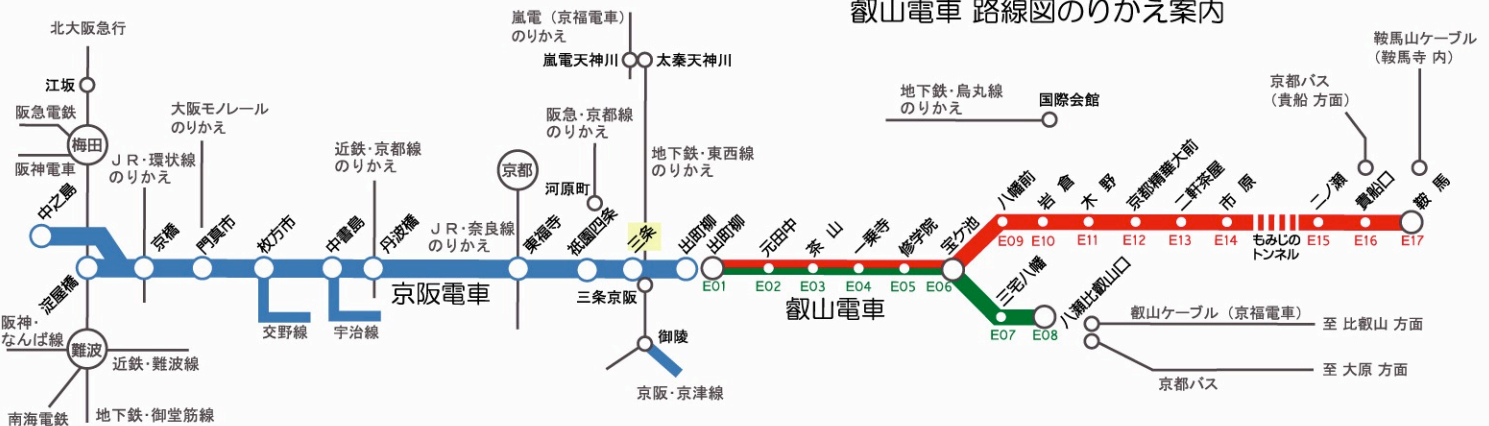 叡山電車 路線図のりかえ案内
北大阪急行
江坂
阪急電鉄
梅田
阪神電車
大阪モノレール
のりかえ
JR・環状線
のりかえ
近鉄・京都線
のりかえ
京都
JR・奈良線
のりかえ
嵐電（京福電車）
のりかえ
嵐電天神川
太秦天神川
阪急・京都線
のりかえ
河原町
地下鉄・東西線
のりかえ
地下鉄・烏丸線
のりかえ
国際会館
京都バス
（貴船 方面）
鞍馬山ケーブル
（鞍馬寺 内）
中之島
淀屋橋
京橋
門真市
枚方市
中書島
丹波橋
東福寺
祇園四条
三条
出町柳
京阪電車
交野線
宇治線
三条京阪
御陵
京阪・京津線
阪神・
なんば線
難波
近鉄・難波線
南海電鉄
地下鉄・御堂筋線
出町柳
元田中
茶山
一乗寺
修学院
宝ケ池
E01
E02
E03
E04
E05
E06
叡山電車
八幡前
岩倉
木野
京都精華大前
二軒茶屋
市原
二ノ瀬
貴船口
鞍馬
E09
E10
E11
E12
E13
E14
もみじの
トンネル
E15
E16
E17
三宅八幡
八瀬比叡山口
E07
E08
叡山ケーブル（京福電車）
至 比叡山 方面
京都バス
至 大原 方面